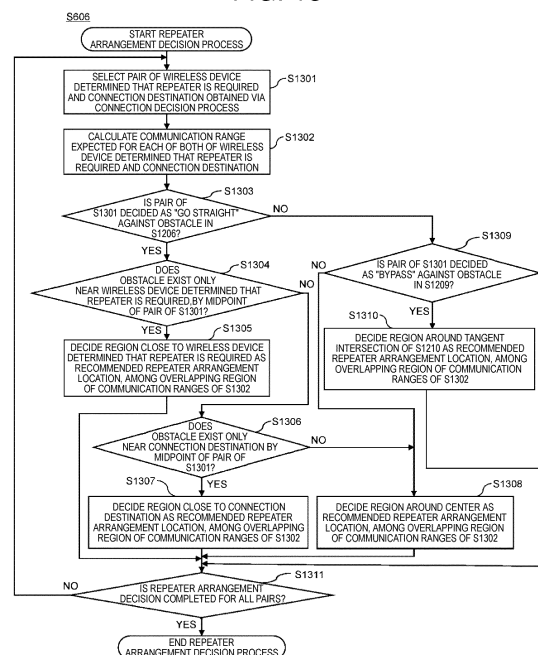 S606
START REPEATER
ARRANGEMENT DECISION PROCESS
SELECT PAIR OF WIRELESS DEVICE
DETERMINED THAT REPEATER IS REQUIRED
AND CONNECTION DESTINATION OBTAINED VIA
CONNECTION DECISION PROCESS
S1301
CALCULATE COMMUNICATION RANGE
EXPECTED FOR EACH OF BOTH OF WIRELESS
DEVICE DETERMINED THAT REPEATER IS
REQUIRED AND CONNECTION DESTINATION
S1302
S1303
IS PAIR OF
S1301 DECIDED AS "GO STRAIGHT"
AGAINST OBSTACLE IN
S1206?
NO
YES
S1304
DOES
OBSTACLE EXIST ONLY
NEAR WIRELESS DEVICE DETERMINED THAT
REPEATER IS REQUIRED, BY MIDPOINT
OF PAIR OF S1301?
NO
YES
S1309
NO
IS PAIR OF S1301 DECIDED
AS "BYPASS" AGAINST OBSTACLE
IN S1209?
YES
S1305
DECIDE REGION CLOSE TO WIRELESS DEVICE
DETERMINED THAT REPEATER IS REQUIRED AS
RECOMMENDED REPEATER ARRANGEMENT
LOCATION, AMONG OVERLAPPING REGION
OF COMMUNICATION RANGES OF S1302
S1310
DECIDE REGION AROUND TANGENT
INTERSECTION OF S1210 AS RECOMMENDED
REPEATER ARRANGEMENT LOCATION, AMONG
OVERLAPPING REGION OF COMMUNICATION
RANGES OF S1302
S1306
DOES
OBSTACLE EXIST ONLY
NEAR CONNECTION DESTINATION BY
MIDPOINT OF PAIR OF
S1301?
NO
YES
S1307
DECIDE REGION CLOSE TO CONNECTION
DESTINATION AS RECOMMENDED REPEATER
ARRANGEMENT LOCATION, AMONG OVERLAPPING
REGION OF COMMUNICATION RANGES OF S1302
S1308
DECIDE REGION AROUND CENTER AS
RECOMMENDED REPEATER ARRANGEMENT
LOCATION, AMONG OVERLAPPING REGION
OF COMMUNICATION RANGES OF S1302
S1311
NO
IS REPEATER ARRANGEMENT
DECISION COMPLETED FOR ALL PAIRS?
YES
END REPEATER
ARRANGEMENT DECISION PROCESS